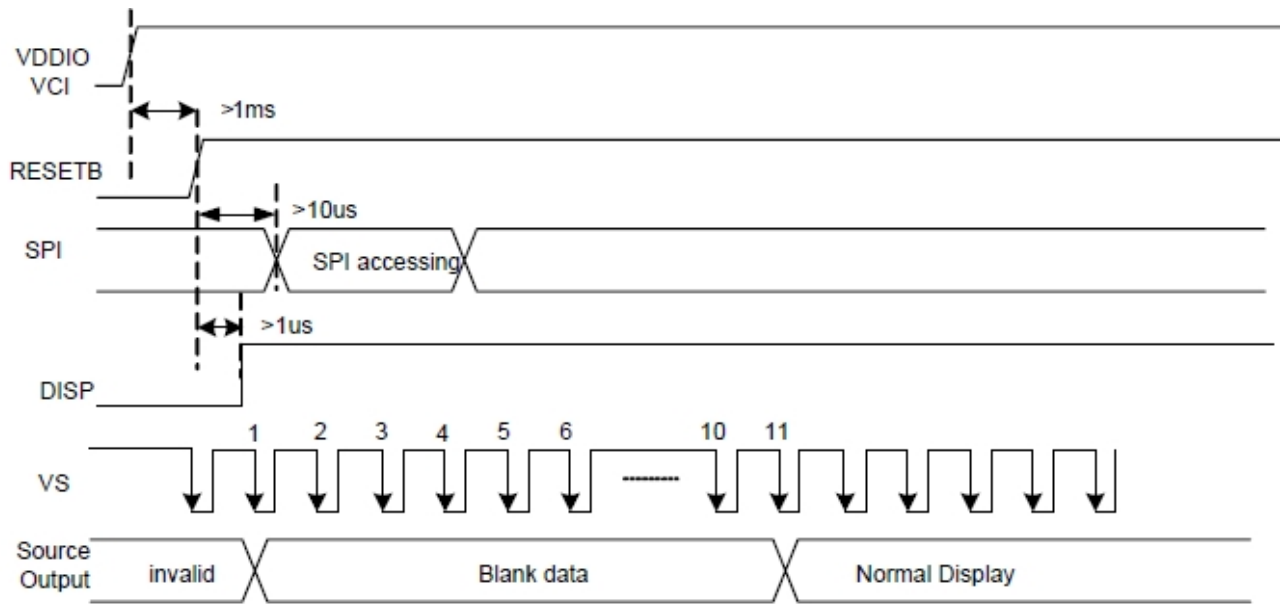 VDDIO
VCI
>1ms
RESETB
>10us
SPI
SPI accessing
>1us
DISP
1 2 3 4 5 6 10 11
VS
Source
Output
invalid
Blank data
Normal Display